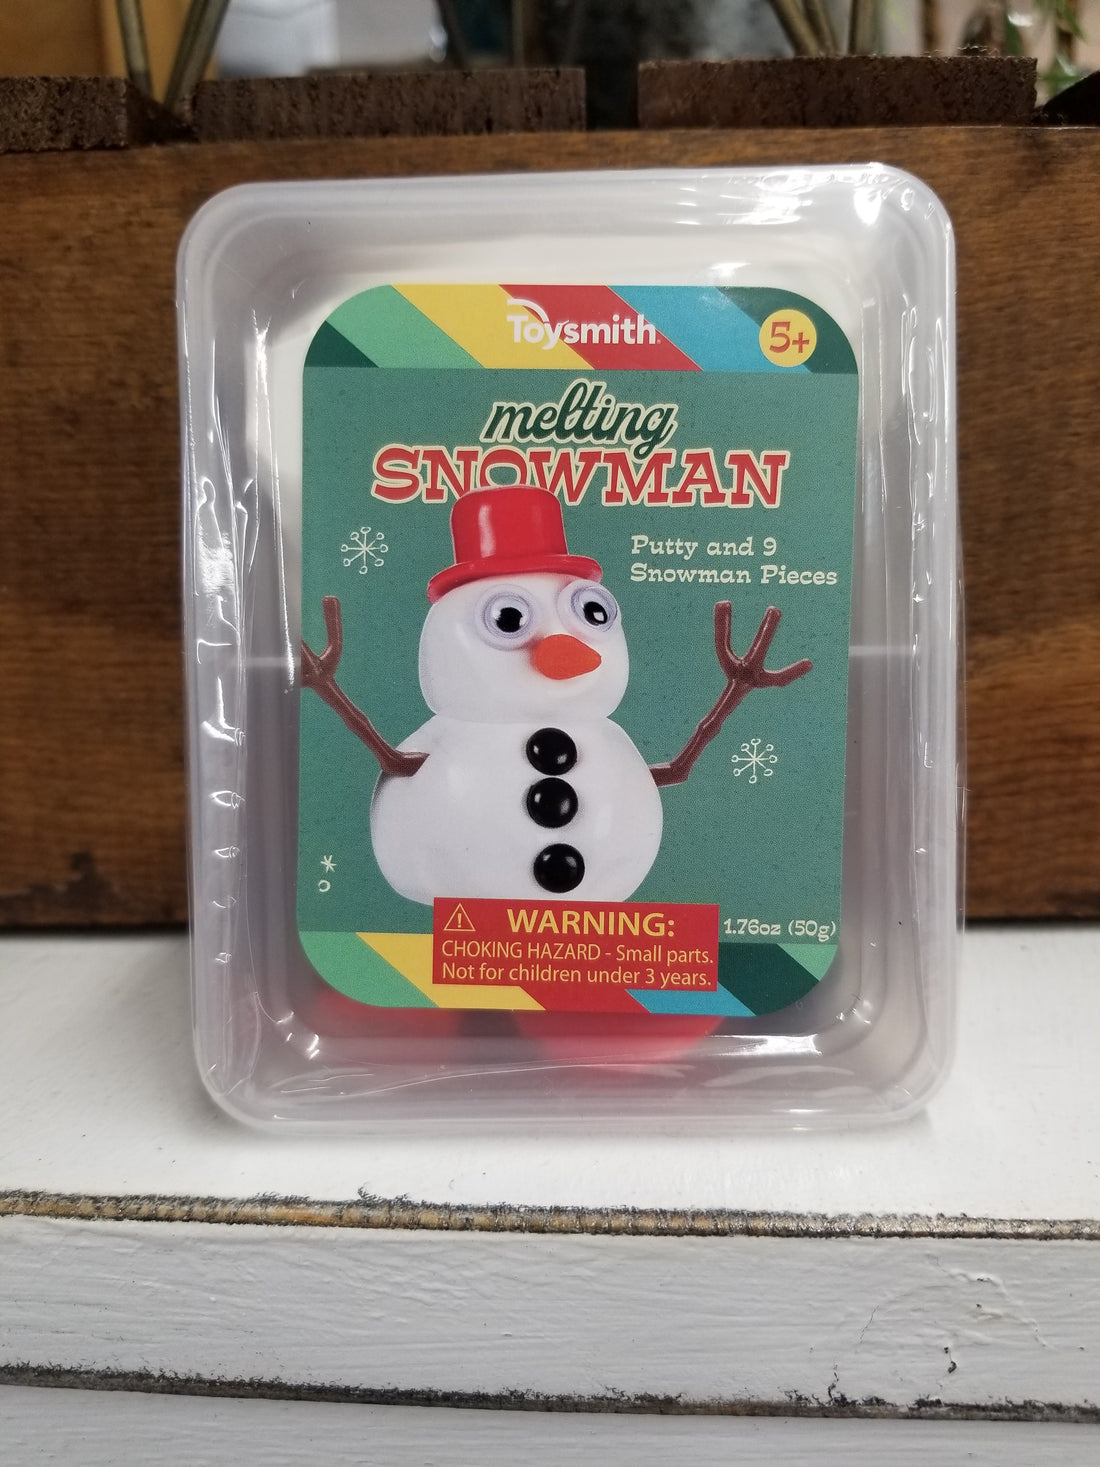 Toysmith
5+
melting
SNOWMAN
Putty and 9
Snowman Pieces
WARNING:
CHOKING HAZARD - Small parts.
Not for children under 3 years.
1.76oz (50g)